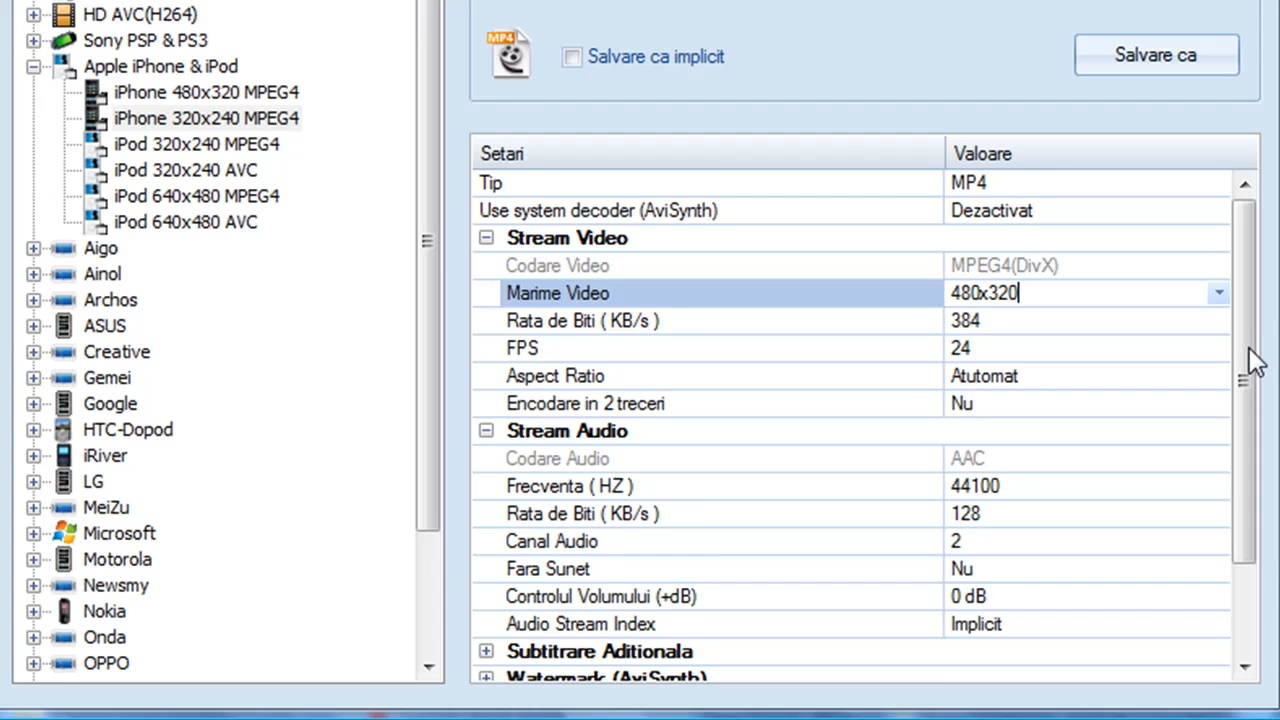 HD AVC(H264)
Sony PSP & PS3
Apple iPhone & iPod
iPhone 480x320 MPEG4
iPhone 320x240 MPEG4
iPod 320x240 MPEG4
iPod 320x240 AVC
iPod 640x480 MPEG4
iPod 640x480 AVC
Aigo
Ainol
Archos
ASUS
Creative
Gemei
Google
HTC-Dopod
iRiver
LG
MeiZu
Microsoft
Motorola
Newsmy
Nokia
Onda
OPPO
MP4
Salvare ca implicit
Salvare ca
Setari Valoare
Tip MP4
Use system decoder (AviSynth) Dezactivat
Stream Video
Codare Video MPEG4(DivX)
Marime Video 480x320
Rata de Biti ( KB/s ) 384
FPS 24
Aspect Ratio Atutomat
Encodare in 2 treceri Nu
Stream Audio
Codare Audio AAC
Frecventa ( HZ ) 44100
Rata de Biti ( KB/s ) 128
Canal Audio 2
Fara Sunet Nu
Controlul Volumului (+dB) 0 dB
Audio Stream Index Implicit
Subtitrare Aditionala
Watermark (AviSynth)